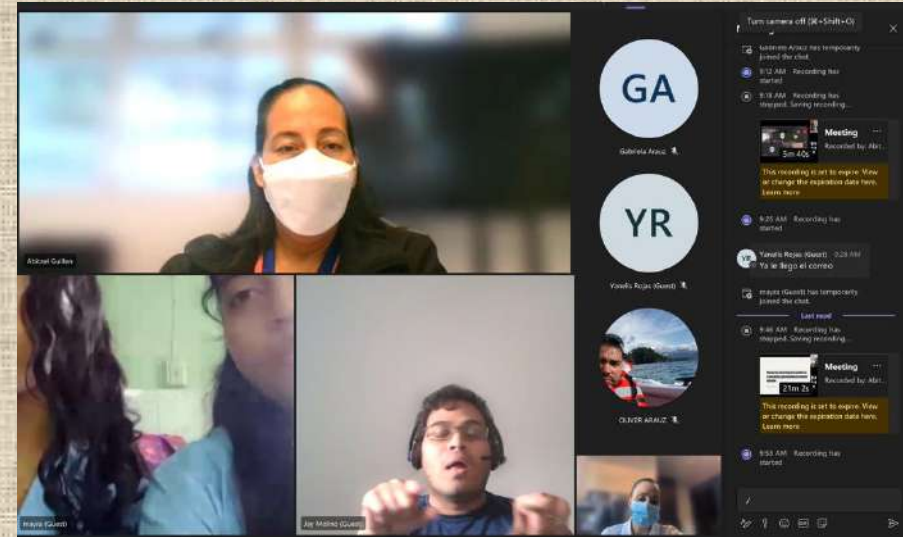 Turn camera off (⌘+Shift+O)
Gabriela Arauz has temporarily
joined the chat.
9:12 AM Recording has
started
9:18 AM Recording has
stopped. Saving recording...
Meeting
Recorded by: Abit...
5m 40s
This recording is set to expire. View
or change the expiration date here.
Learn more
9:25 AM Recording has
started
YR
Yanelis Rojas (Guest) 9:28 AM
Ya le llego el correo
mayra (Guest) has temporarily
joined the chat.
Last read
9:46 AM Recording has
stopped. Saving recording...
Meeting
Recorded by: Abit...
21m 2s
This recording is set to expire. View
or change the expiration date here.
Learn more
9:53 AM Recording has
started
GA
Gabriela Arauz
YR
Yanelis Rojas (Guest)
OLIVER ARAUZ
Abitzel Guillen
mayra (Guest)
Jay Molino (Guest)